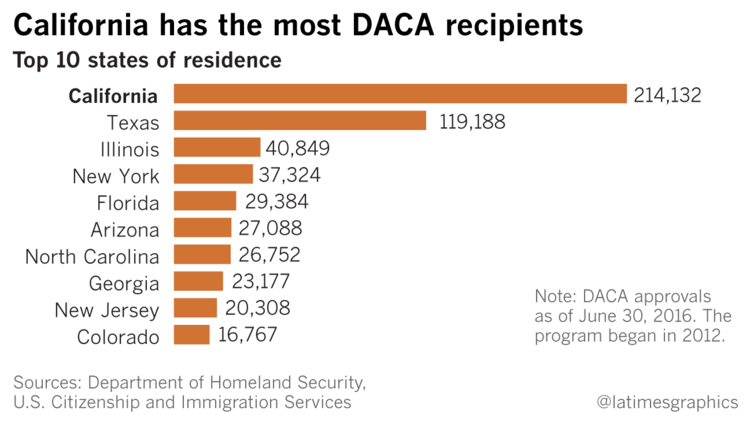 California has the most DACA recipients
Top 10 states of residence
California 214,132
Texas 119,188
Illinois 40,849
New York 37,324
Florida 29,384
Arizona 27,088
North Carolina 26,752
Georgia 23,177
New Jersey 20,308
Colorado 16,767
Note: DACA approvals
as of June 30, 2016. The
program began in 2012.
Sources: Department of Homeland Security,
U.S. Citizenship and Immigration Services
@latimesgraphics